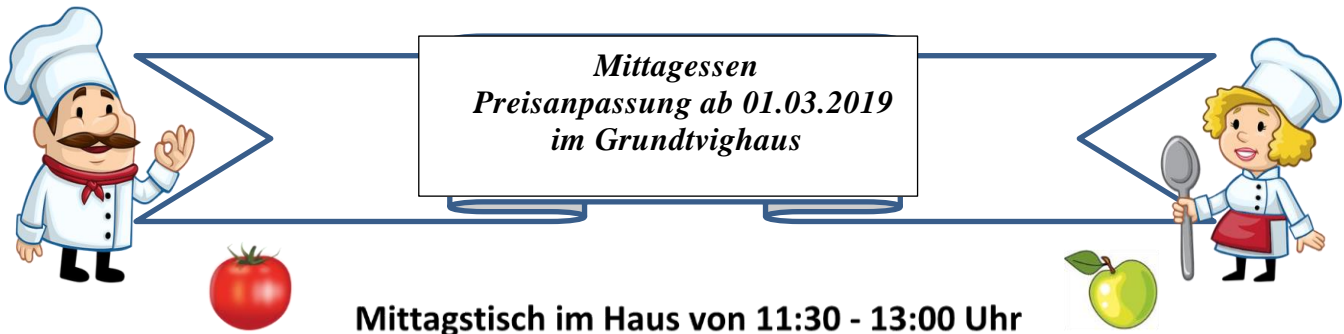 Mittagessen
Preisanpassung ab 01.03.2019
im Grundtvighaus
Mittagstisch im Haus von 11:30 - 13:00 Uhr